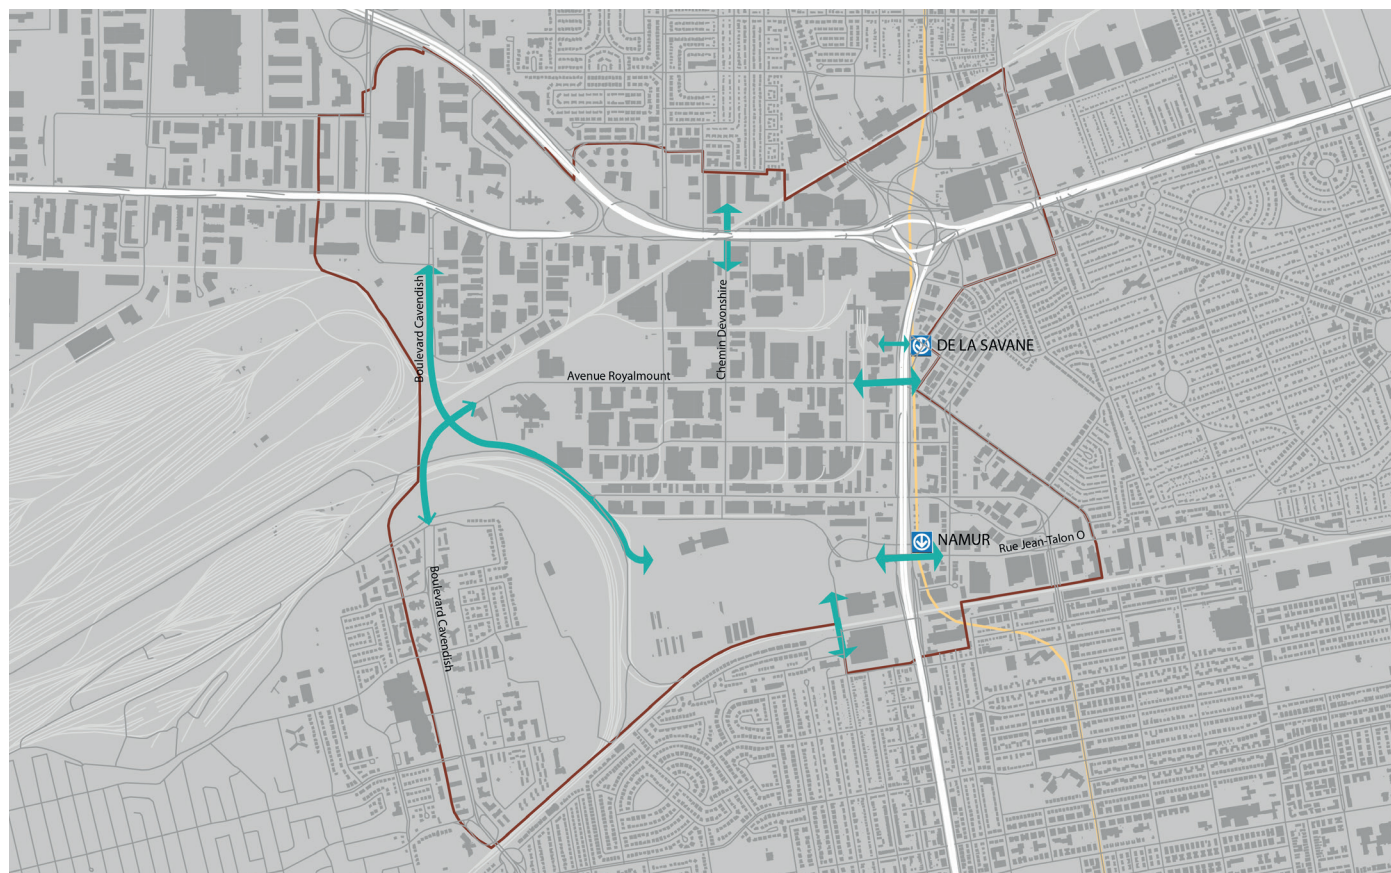 Boulevard Cavendish
Chemin Devonshire
DE LA SAVANE
Avenue Royalmount
NAMUR
Rue Jean-Talon O
Boulevard Cavendish